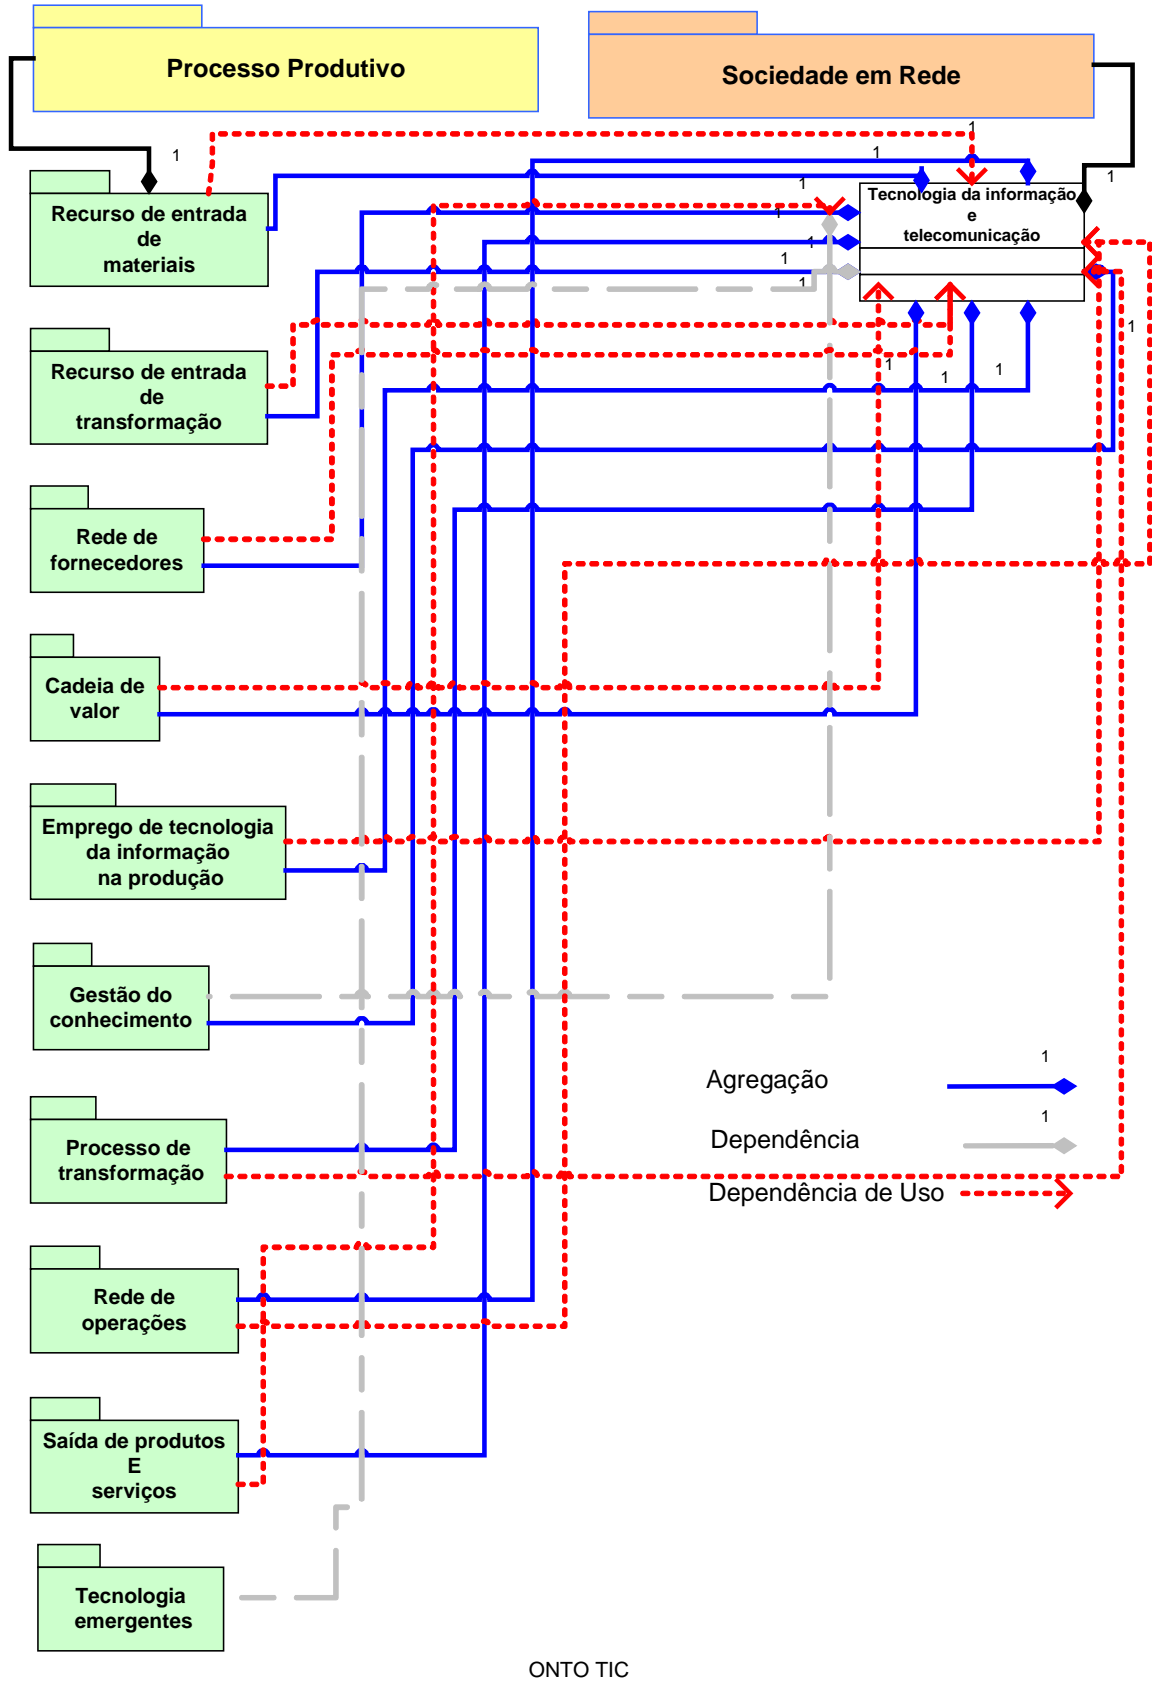 Processo Produtivo
Sociedade em Rede
1
1
1
1
1
Recurso de entrada
de
materiais
Tecnologia da informação
e
telecomunicação
1
1
1
1
1
Recurso de entrada
de
transformação
1
1
1
Rede de
fornecedores
Cadeia de
valor
Emprego de tecnologia
da informação
na produção
Gestão do
conhecimento
1
Agregação
1
Dependência
Processo de
transformação
Dependência de Uso
Rede de
operações
Saída de produtos
E
serviços
Tecnologia
emergentes
ONTO TIC